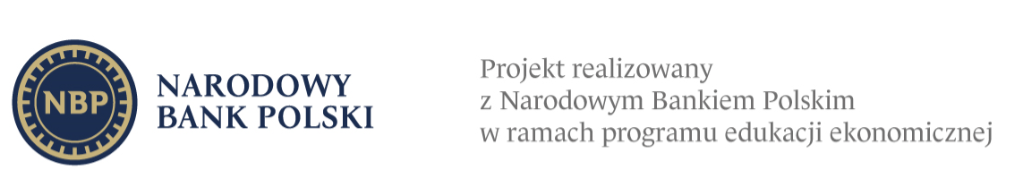 NBP
NARODOWY
BANK POLSKI
Projekt realizowany
z Narodowym Bankiem Polskim
w ramach programu edukacji ekonomicznej